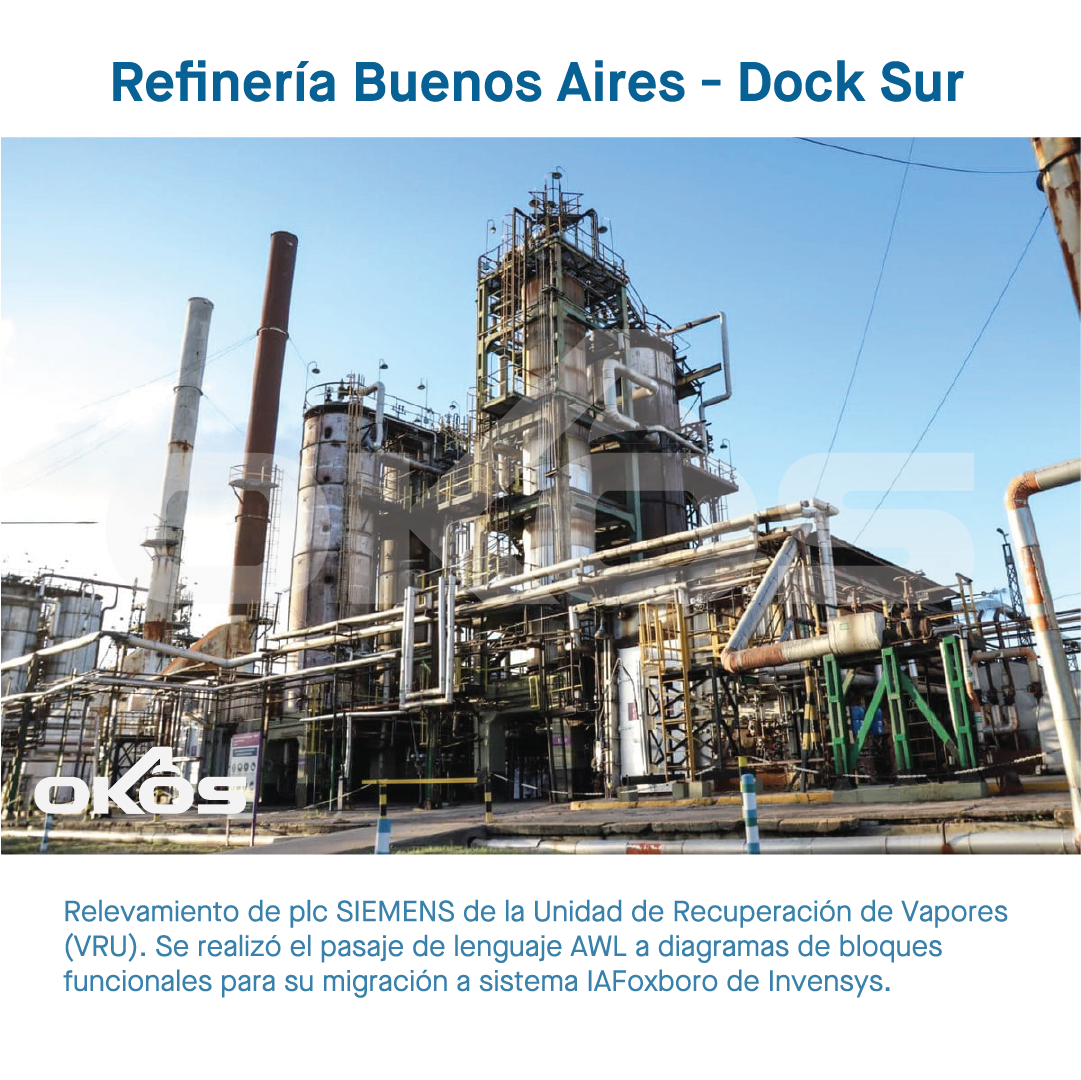 Refinería Buenos Aires - Dock Sur
OKOS
OKOS
Relevamiento de plc SIEMENS de la Unidad de Recuperación de Vapores
(VRU). Se realizó el pasaje de lenguaje AWL a diagramas de bloques
funcionales para su migración a sistema IAFoxboro de Invensys.